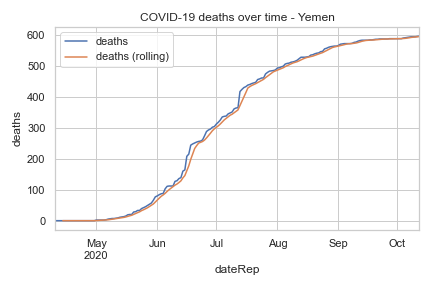 COVID-19 deaths over time - Yemen
deaths
deaths (rolling)
600
500
400
300
200
100
0
deaths
May Jun Jul Aug Sep Oct
2020
dateRep